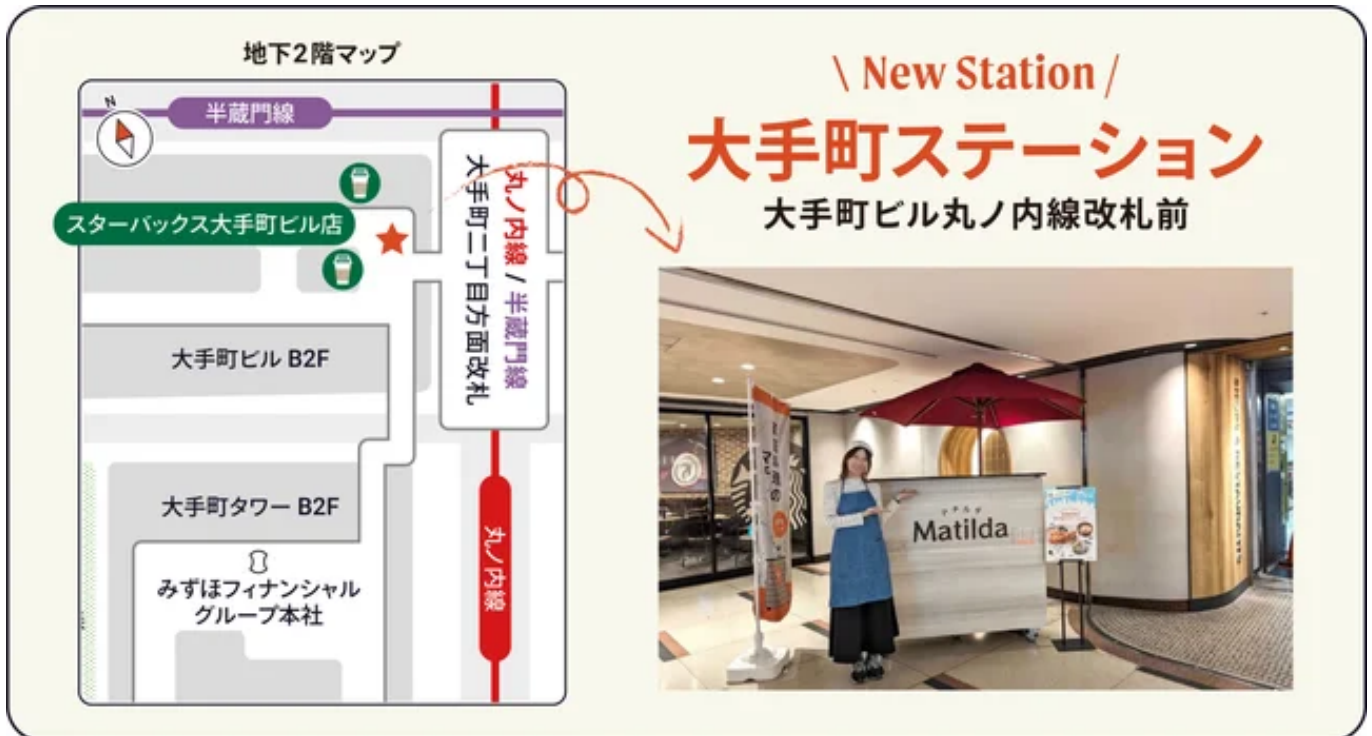 地下2階マップ
N
半蔵門線
スターバックス大手町ビル店
丸ノ内線 / 半蔵門線
大手町二丁目方面改札
大手町ビル B2F
大手町タワー B2F
みずほフィナンシャル
グループ本社
丸ノ内線
\ New Station /
大手町ステーション
大手町ビル丸ノ内線改札前
マチルダ
Matilda